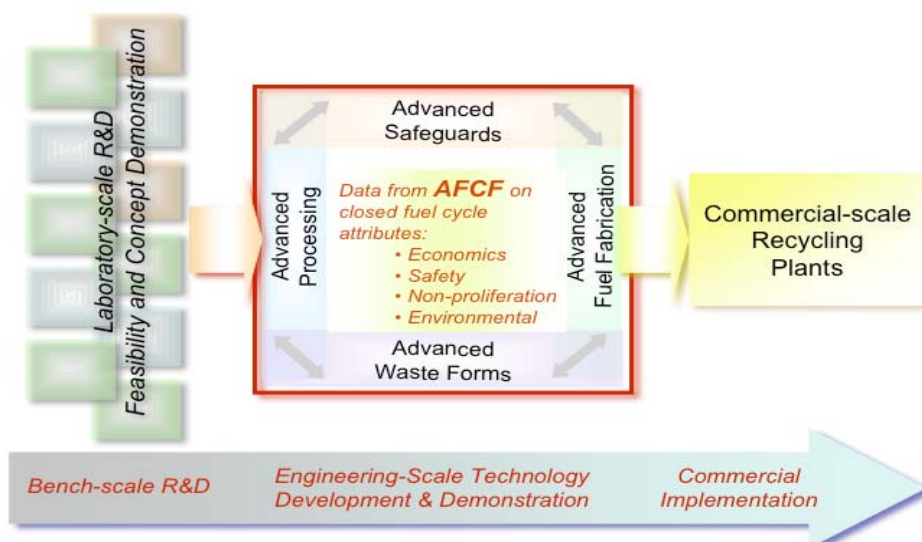 Laboratory-scale R&D
Feasibility and Concept Demonstration
Advanced
Safeguards
Advanced
Processing
Data from AFCF on
closed fuel cycle
attributes:
• Economics
• Safety
• Non-proliferation
• Environmental
Advanced
Fuel Fabrication
Advanced
Waste Forms
Commercial-scale
Recycling
Plants
Bench-scale R&D
Engineering-Scale Technology
Development & Demonstration
Commercial
Implementation